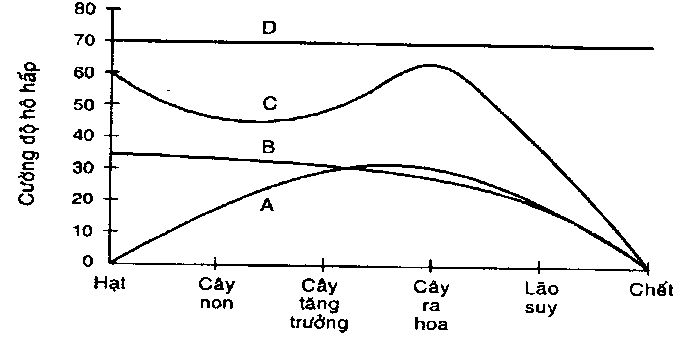 Cường độ hô hấp
80
70
60
50
40
30
20
10
0
D
C
B
A
Hạt
Cây
non
Cây
tăng
trưởng
Cây
ra
hoa
Lão
suy
Chết